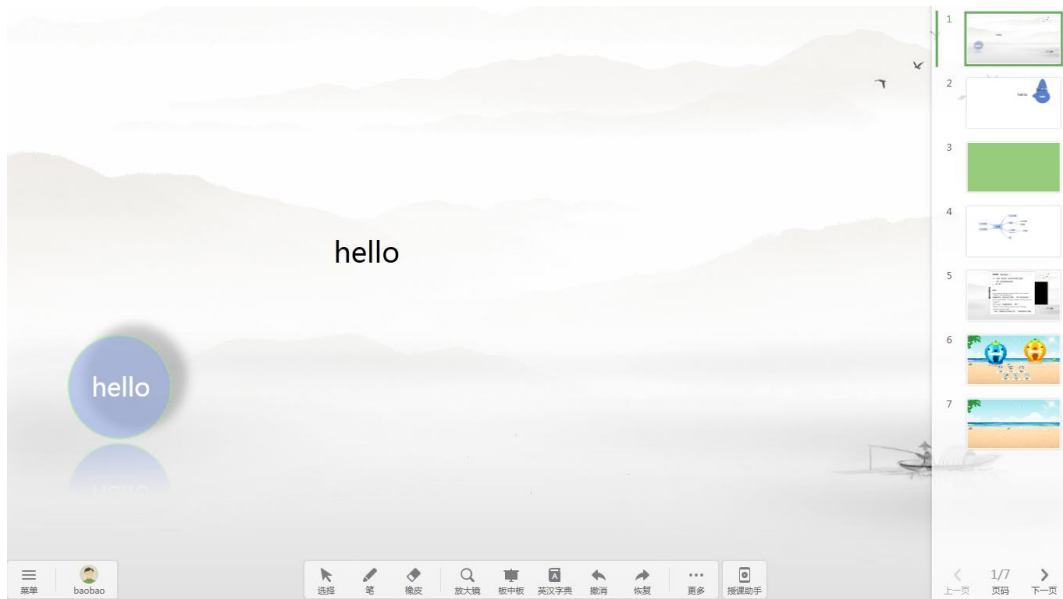 hello
hello
1
2
3
4
5
6
7
菜单
baobao
选择
笔
橡皮
放大镜
板中板
英汉字典
撤消
恢复
更多
授课助手
上一页
1/7
页码
下一页